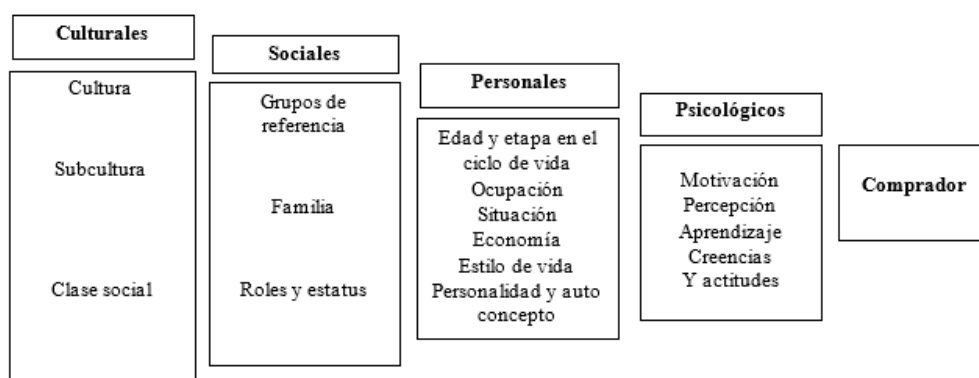 Culturales
Cultura
Subcultura
Clase social
Sociales
Grupos de
referencia
Familia
Roles y estatus
Personales
Edad y etapa en el
ciclo de vida
Ocupación
Situación
Economía
Estilo de vida
Personalidad y auto
concepto
Psicológicos
Motivación
Percepción
Aprendizaje
Creencias
Y actitudes
Comprador